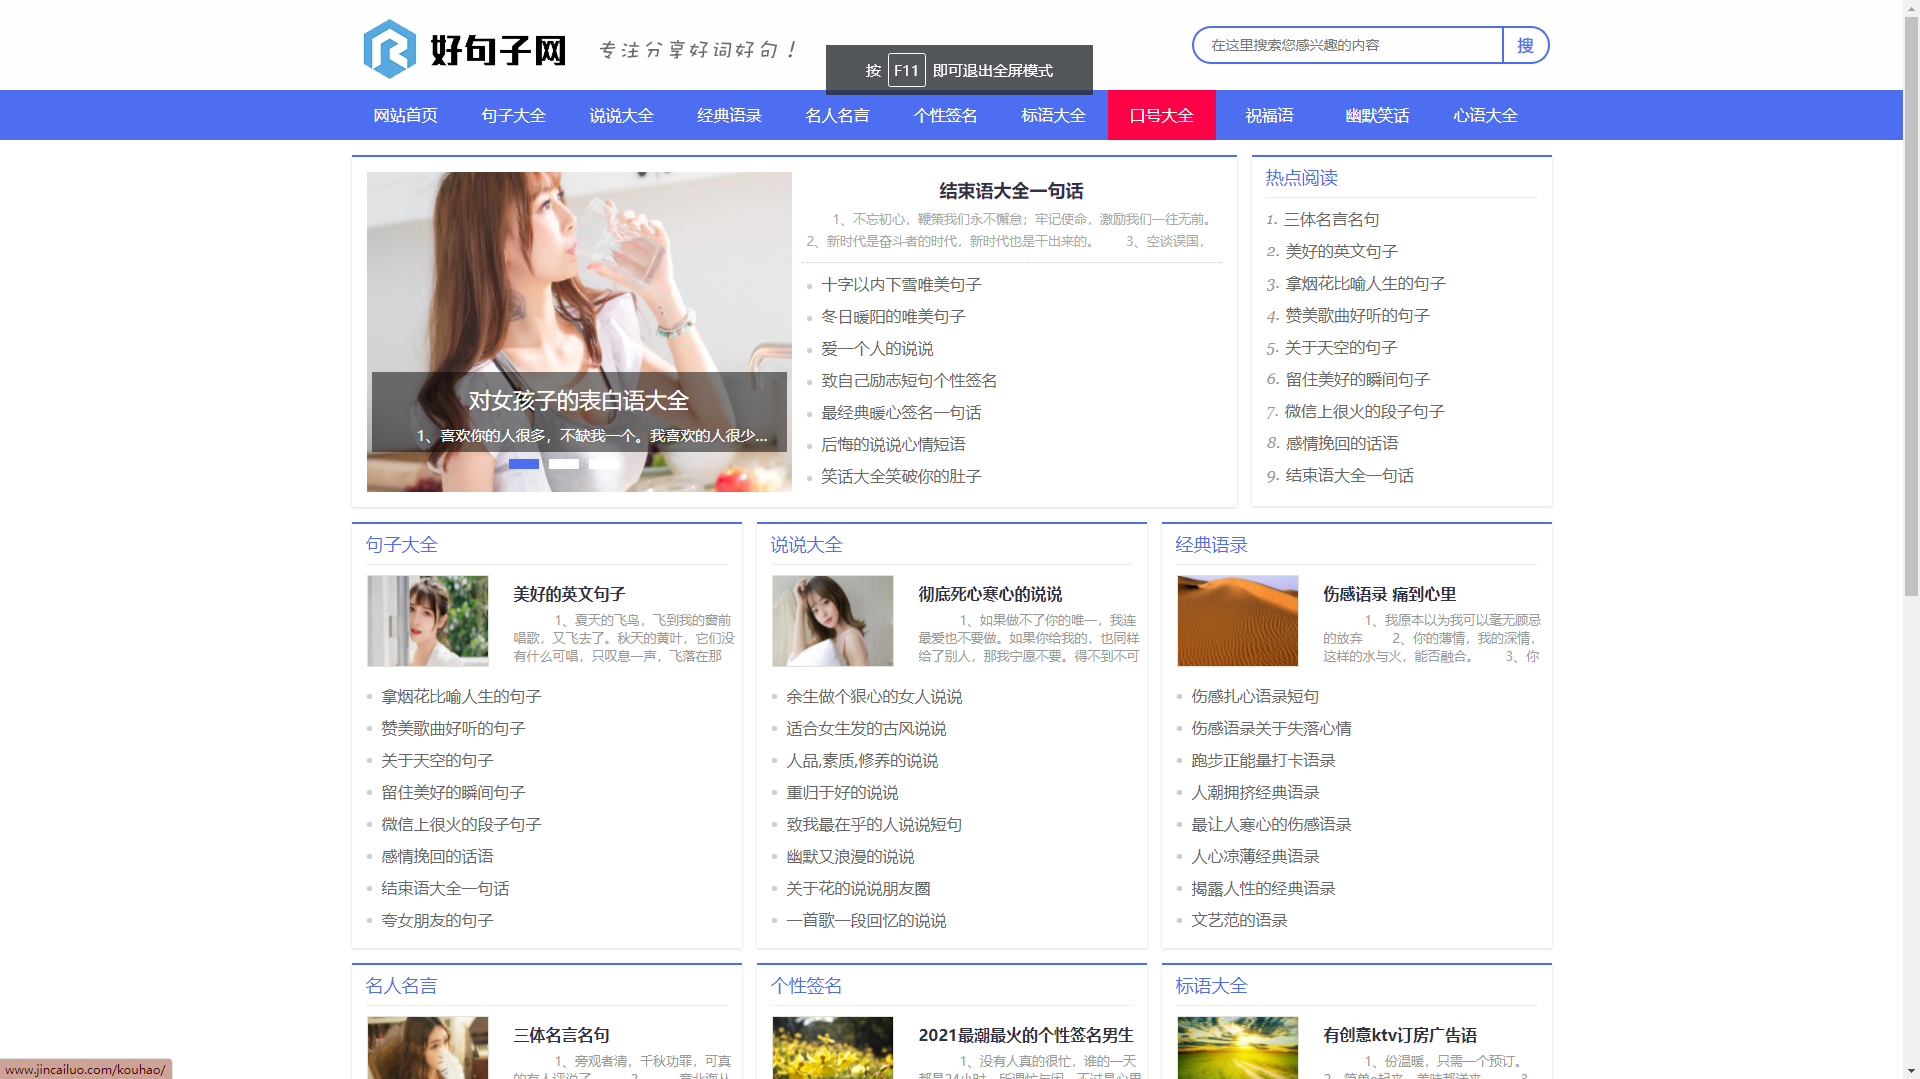 好句子网
专注分享好词好句！
在这里搜索您感兴趣的内容
搜
按 F11 即可退出全屏模式
网站首页 句子大全 说说大全 经典语录 名人名言 个性签名 标语大全 口号大全 祝福语 幽默笑话 心语大全
对女孩子的表白语大全
1、喜欢你的人很多，不缺我一个。我喜欢的人很少...
结束语大全一句话
1、不忘初心，鞭策我们永不懈怠；牢记使命，激励我们一往无前。
2、新时代是奋斗者的时代，新时代也是干出来的。 3、空谈误国，
十字以内下雪唯美句子
冬日暖阳的唯美句子
爱一个人的说说
致自己励志短句个性签名
最经典暖心签名一句话
后悔的说说心情短语
笑话大全笑破你的肚子
热点阅读
1. 三体名言名句
2. 美好的英文句子
3. 拿烟花比喻人生的句子
4. 赞美歌曲好听的句子
5. 关于天空的句子
6. 留住美好的瞬间句子
7. 微信上很火的段子句子
8. 感情挽回的话语
9. 结束语大全一句话
句子大全
美好的英文句子
1、夏天的飞鸟，飞到我的窗前
唱歌，又飞去了。秋天的黄叶，它们没
有什么可唱，只叹息一声，飞落在那
拿烟花比喻人生的句子
赞美歌曲好听的句子
关于天空的句子
留住美好的瞬间句子
微信上很火的段子句子
感情挽回的话语
结束语大全一句话
夸女朋友的句子
说说大全
彻底死心寒心的说说
1、如果做不了你的唯一，我连
最爱也不要做。如果你给我的，也同样
给了别人，那我宁愿不要。得不到不可
余生做个狠心的女人说说
适合女生发的古风说说
人品,素质,修养的说说
重归于好的说说
致我最在乎的人说说短句
幽默又浪漫的说说
关于花的说说朋友圈
一首歌一段回忆的说说
经典语录
伤感语录 痛到心里
1、我原本以为我可以毫无顾忌
的放弃 2、你的薄情，我的深情，
这样的水与火，能否融合。 3、你
伤感扎心语录短句
伤感语录关于失落心情
跑步正能量打卡语录
人潮拥挤经典语录
最让人寒心的伤感语录
人心凉薄经典语录
揭露人性的经典语录
文艺范的语录
名人名言
三体名言名句
1、旁观者清，千秋功罪，可真
个性签名
2021最潮最火的个性签名男生
1、没有人真的很忙，谁的一天
标语大全
有创意ktv订房广告语
1、份温暖，只需一个预订。
www.jincailuo.com/kouhao/